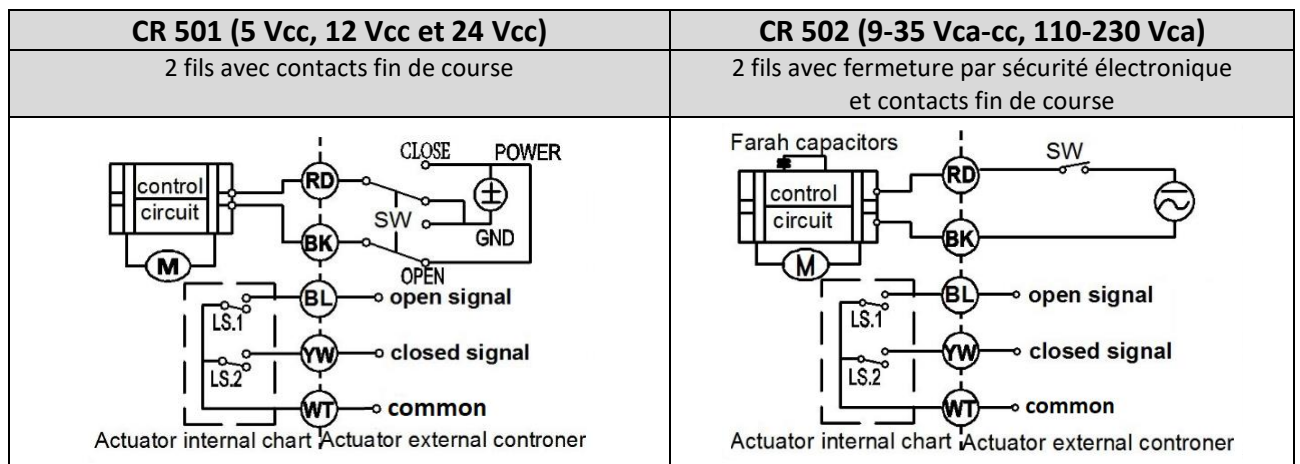 CR 501 (5 Vcc, 12 Vcc et 24 Vcc)
2 fils avec contacts fin de course
control
circuit
M
RD
BK
SW
CLOSE
POWER
GND
OPEN
LS.1
LS.2
BL
open signal
YW
closed signal
WT
common
Actuator internal chart
Actuator external controner
CR 502 (9-35 Vca-cc, 110-230 Vca)
2 fils avec fermeture par sécurité électronique
et contacts fin de course
Farah capacitors
control
circuit
M
RD
SW
BK
LS.1
LS.2
BL
open signal
YW
closed signal
WT
common
Actuator internal chart
Actuator external controner